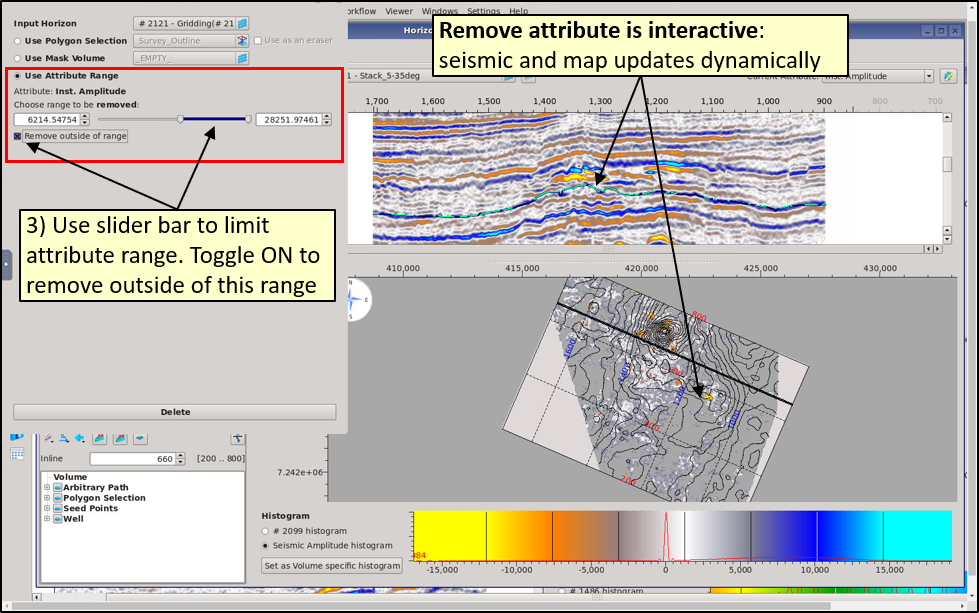 orkflow Viewer Windows Settings Help
Horizo
Input Horizon
# 2121 - Gridding(# 21
Use Polygon Selection
Survey_Outline
Use as an eraser
Use Mask Volume
_EMPTY_
Remove attribute is interactive:
seismic and map updates dynamically
1 - Stack_5-35deg
Current Attribute:
Inst. Amplitude
Use Attribute Range
Attribute: Inst. Amplitude
Choose range to be removed:
6214.54754
28251.97461
Remove outside of range
1,700 1,600 1,500 1,400 1,300 1,200 1,100 1,000 900 800 700
3) Use slider bar to limit
attribute range. Toggle ON to
remove outside of this range
410,000 415,000 420,000 425,000 430,000
N
E
S
800
1600
1400
1200
1000
400
200
Delete
Inline
660
[200 .. 800]
7.242e+06
Volume
Arbitrary Path
Polygon Selection
Seed Points
Well
Histogram
# 2099 histogram
Seismic Amplitude histogram
Set as Volume specific histogram
-15,000 -10,000 -5,000 0 5,000 10,000 15,000
# 1486 histogram